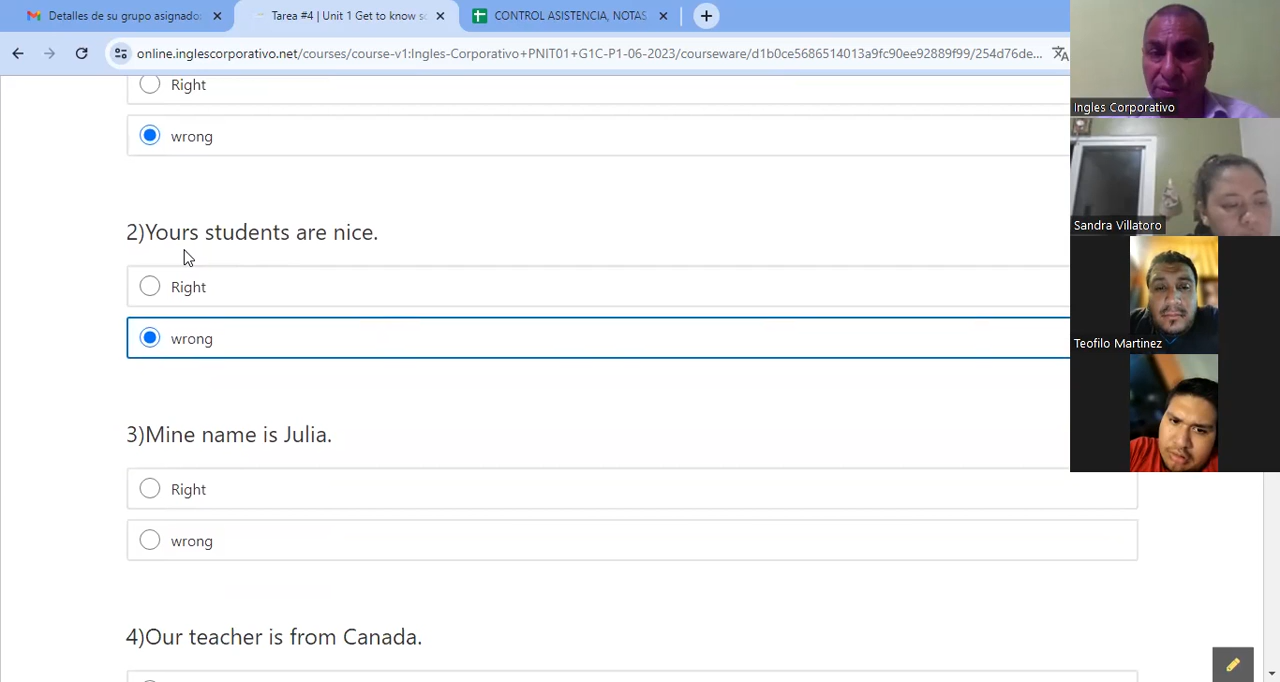 Detalles de su grupo asignado:
Tarea #4 | Unit 1 Get to know s
CONTROL ASISTENCIA, NOTAS
online.inglescorporativo.net/courses/course-v1:Ingles-Corporativo+PNIT01+G1C-P1-06-2023/courseware/d1b0ce5686514013a9fc90ee92889f99/254d76de...
Ingles Corporativo
Sandra Villatoro
Teofilo Martinez
Right
wrong
2)Yours students are nice.
Right
wrong
3)Mine name is Julia.
Right
wrong
4)Our teacher is from Canada.